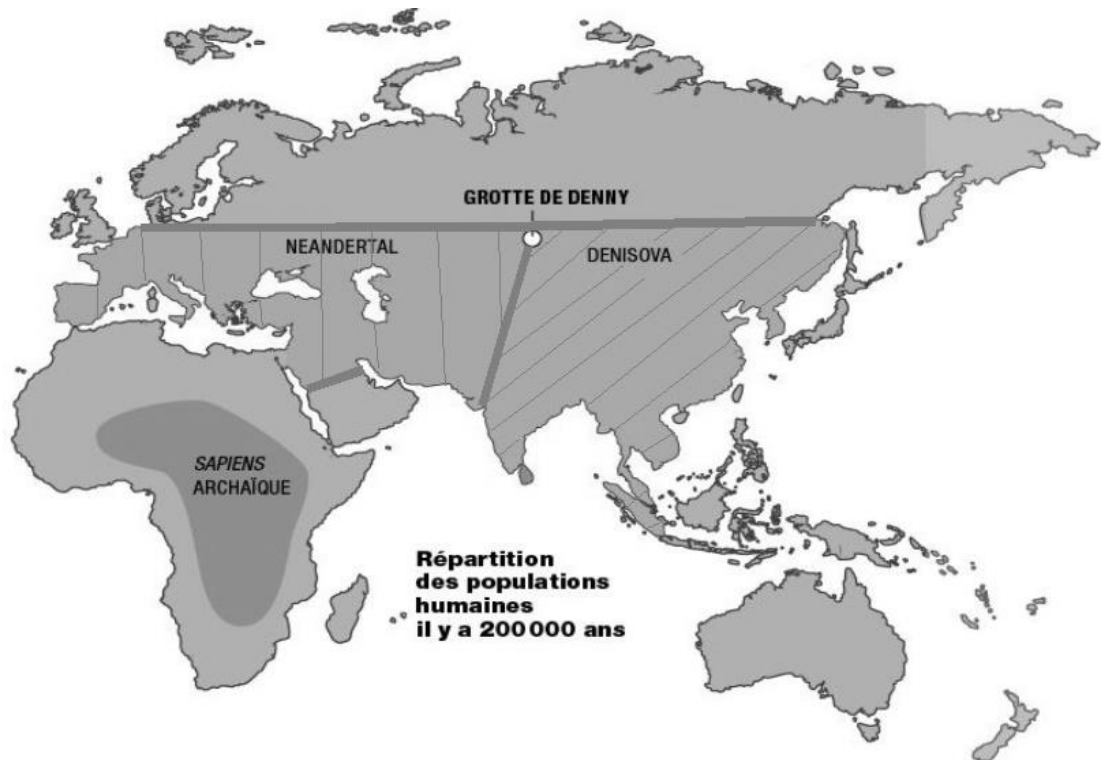 GROTTE DE DENNY
NEANDERTAL
DENISOVA
SAPIENS
ARCHAÏQUE
Répartition
des populations
humaines
il y a 200 000 ans